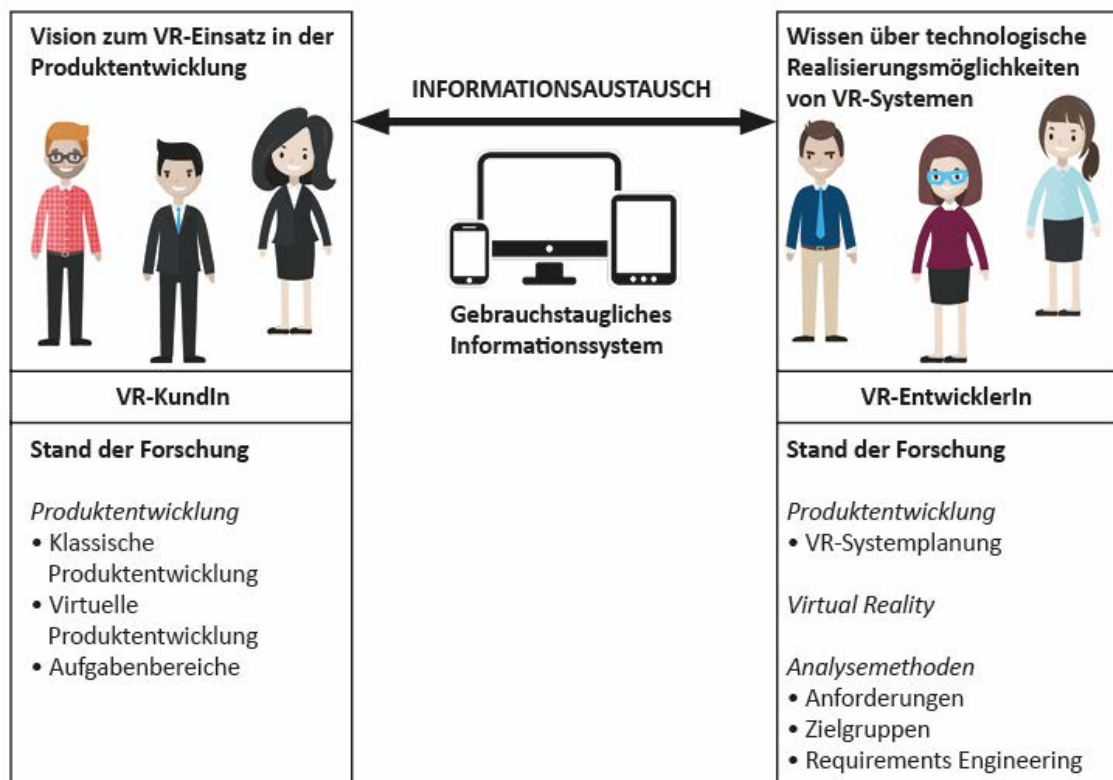 Vision zum VR-Einsatz in der
Produktentwicklung
INFORMATIONSAUSTAUSCH
Gebrauchstaugliches
Informationssystem
Wissen über technologische
Realisierungsmöglichkeiten
von VR-Systemen
VR-KundIn
VR-EntwicklerIn
Stand der Forschung
Produktentwicklung
• Klassische
Produktentwicklung
• Virtuelle
Produktentwicklung
• Aufgabenbereiche
Stand der Forschung
Produktentwicklung
• VR-Systemplanung
Virtual Reality
Analysemethoden
• Anforderungen
• Zielgruppen
• Requirements Engineering